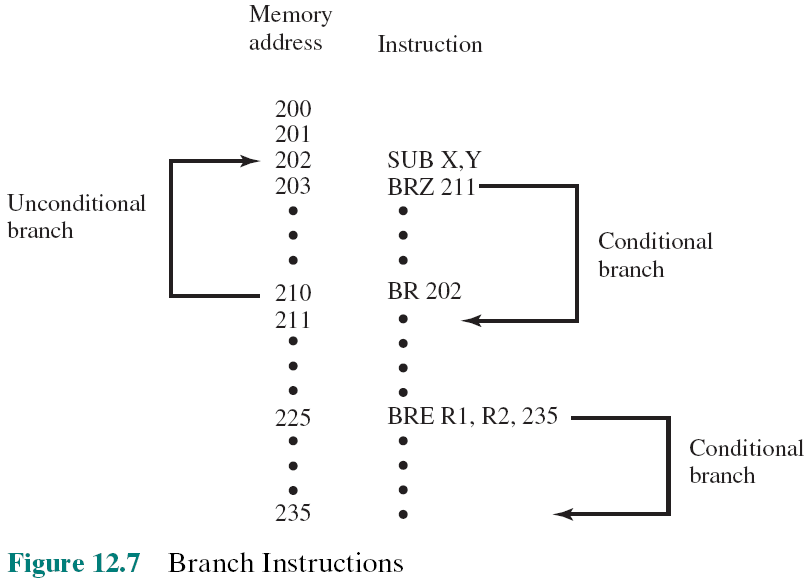 Memory
address Instruction
200
201
202 SUB X,Y
203 BRZ 211
Unconditional
branch
Conditional
branch
210 BR 202
211
225 BRE R1, R2, 235
Conditional
branch
235
Figure 12.7 Branch Instructions